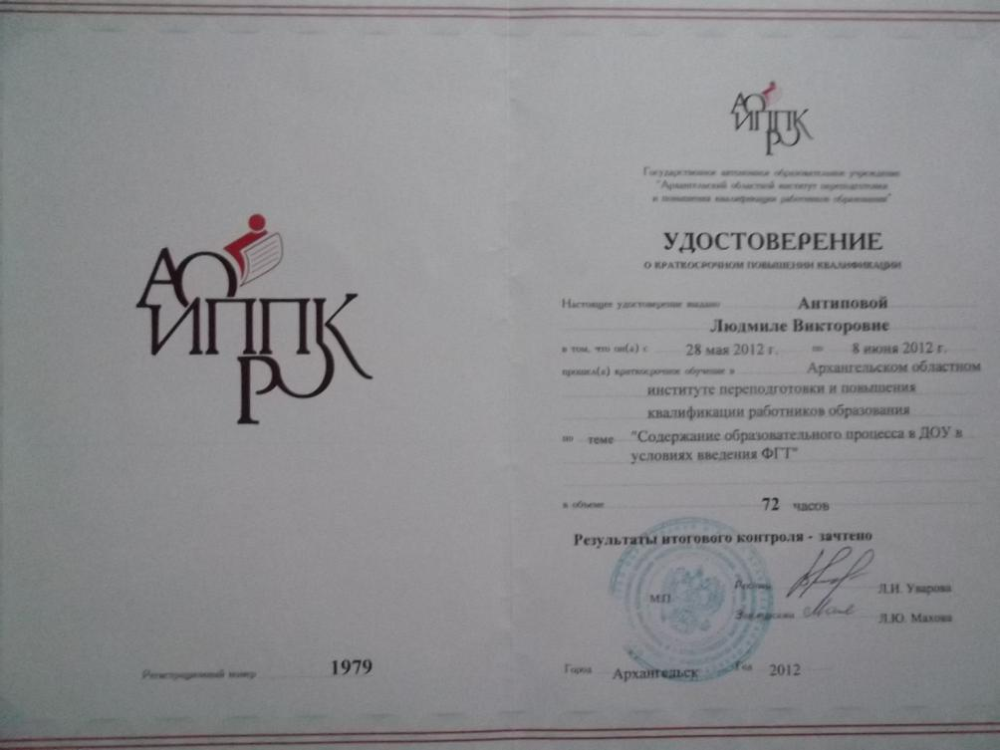 АО
ИППК
РО
Регистрационный номер 1979
АО
ИППК
РО
Государственное автономное образовательное учреждение
"Архангельский областной институт переподготовки
и повышения квалификации работников образования"
УДОСТОВЕРЕНИЕ
О КРАТКОСРОЧНОМ ПОВЫШЕНИИ КВАЛИФИКАЦИИ
Настоящее удостоверение выдано Антиповой
Людмиле Викторовне
в том, что он(а) с 28 мая 2012 г. по 8 июня 2012 г.
прошел(а) краткосрочное обучение в Архангельском областном
институте переподготовки и повышения
квалификации работников образования
по теме "Содержание образовательного процесса в ДОУ в
условиях введения ФГТ"
в объеме 72 часов
Результаты итогового контроля - зачтено
М.П. Ректор Л.И. Уварова
Л.Ю. Махова
Город Архангельск Год 2012